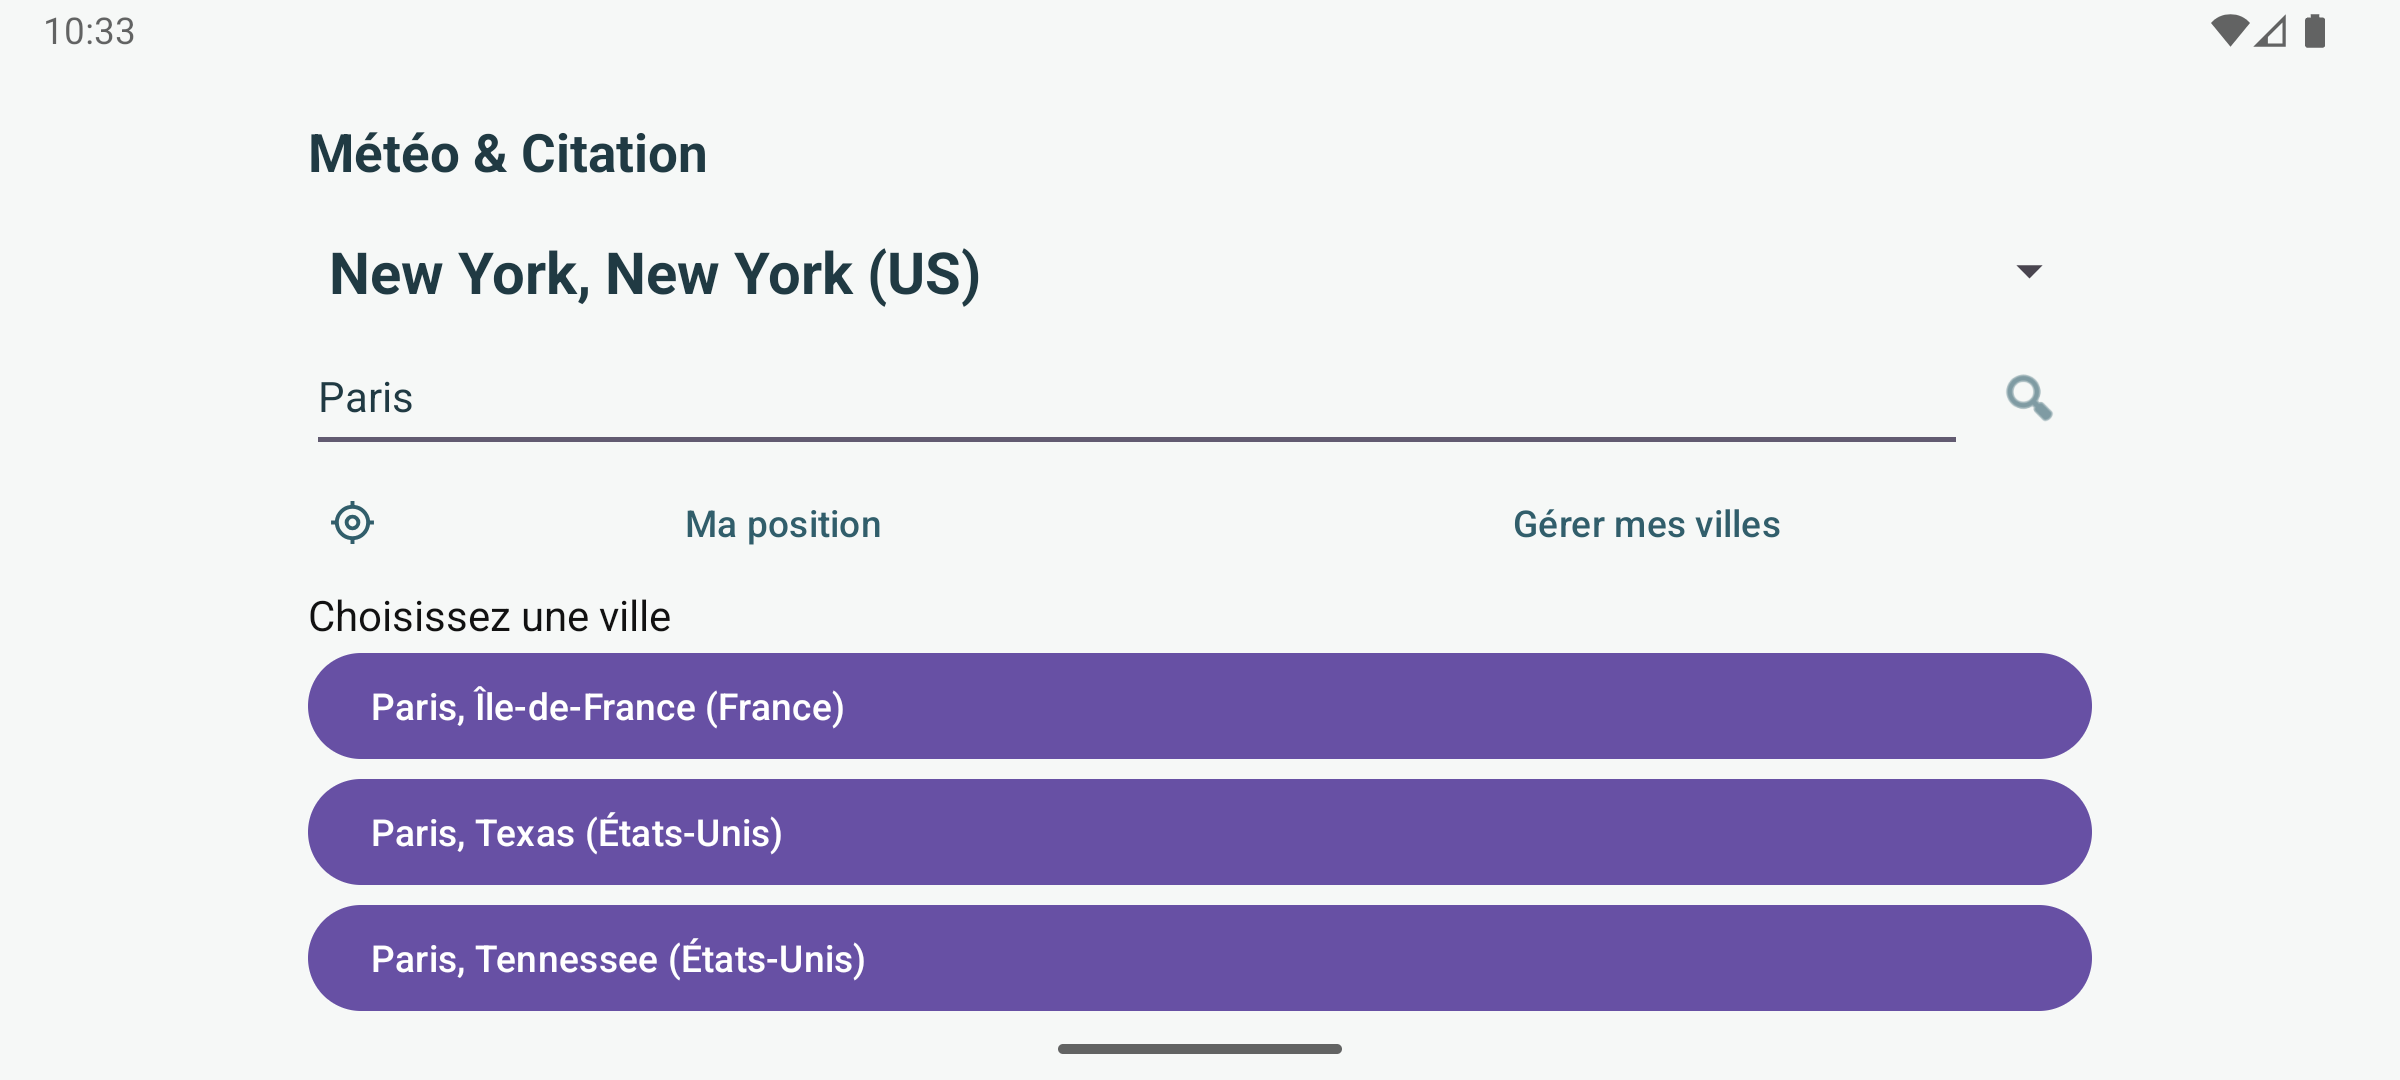 10:33
Météo & Citation
New York, New York (US)
Paris
Ma position
Gérer mes villes
Choisissez une ville
Paris, Île-de-France (France)
Paris, Texas (États-Unis)
Paris, Tennessee (États-Unis)